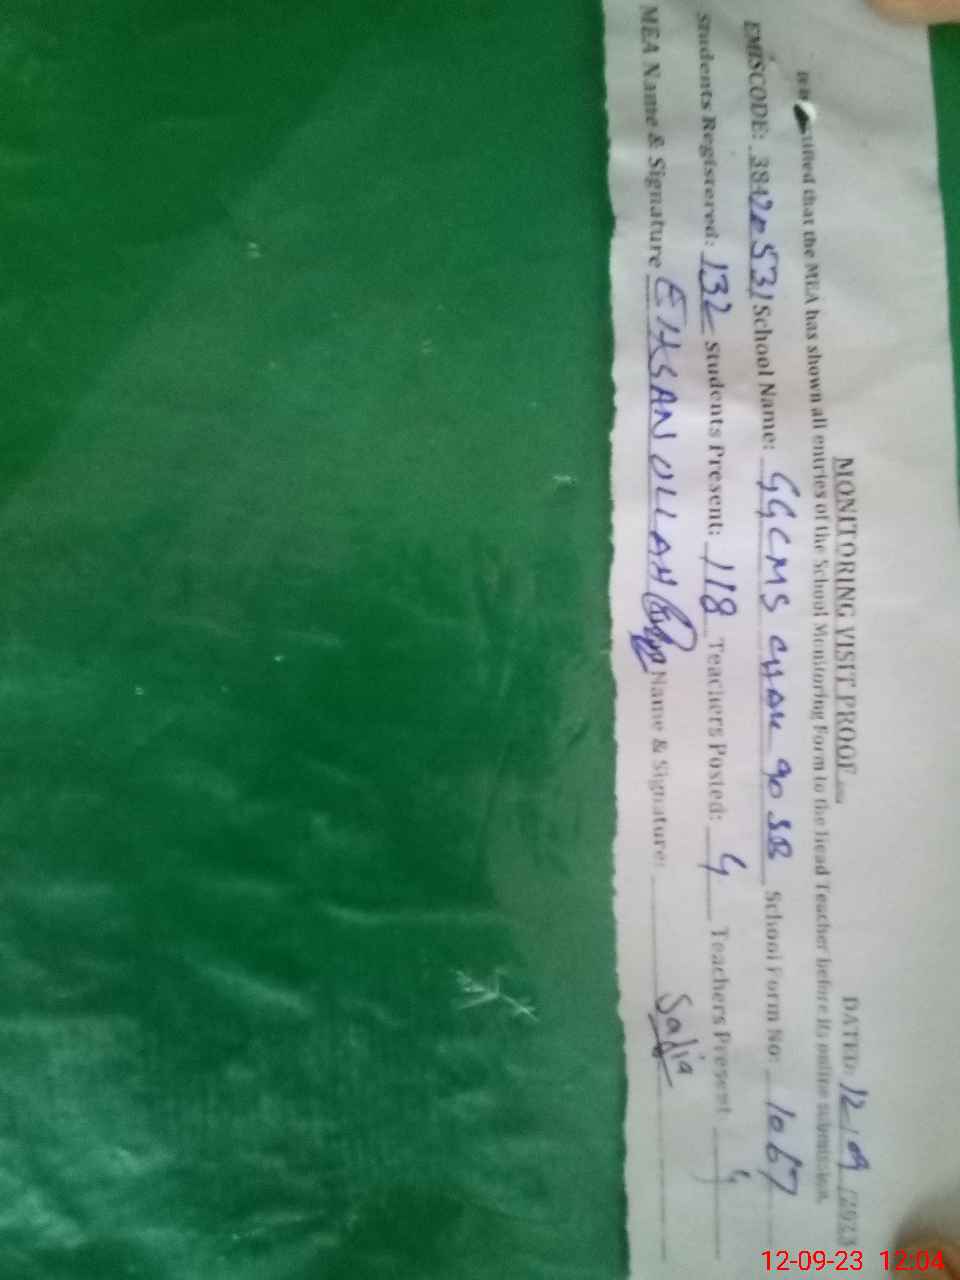 MONITORING VISIT PROOF DATED: 12/09/2023
that the MEA has shown all entries of the School Monitoring Form to the Head Teacher before its online submission.
EMISCODE: 38420531 School Name: GGCMS CHAK 90 SB School Form No: 1067
Students Registered: 132 Students Present: 118 Teachers Posted: 4 Teachers Present 4
MEA Name & Signature EHSAN ULLAH Name & Signature: Sadia
12-09-23 12:04